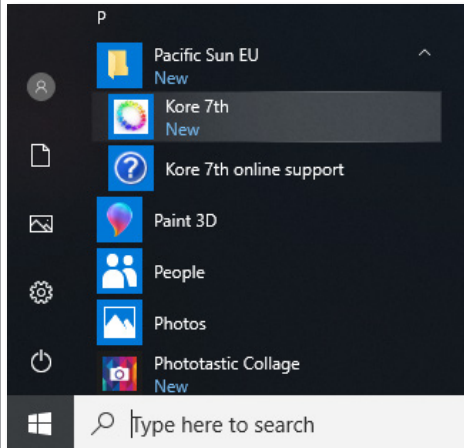 P
Pacific Sun EU
New
Kore 7th
New
Kore 7th online support
Paint 3D
People
Photos
Phototastic Collage
New
Type here to search